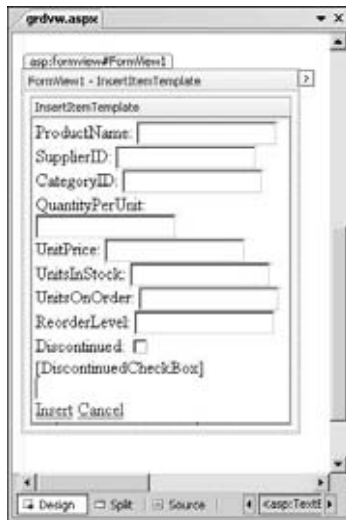 grdvw.aspx
asp:formview#FormView1
FormView1 - InsertItemTemplate
InsertItemTemplate
ProductName:
SupplierID:
CategoryID:
QuantityPerUnit:
UnitPrice:
UnitsInStock:
UnitsOnOrder:
ReorderLevel:
Discontinued:
[DiscontinuedCheckBox]
Insert Cancel
Design Split Source <asp:TextE